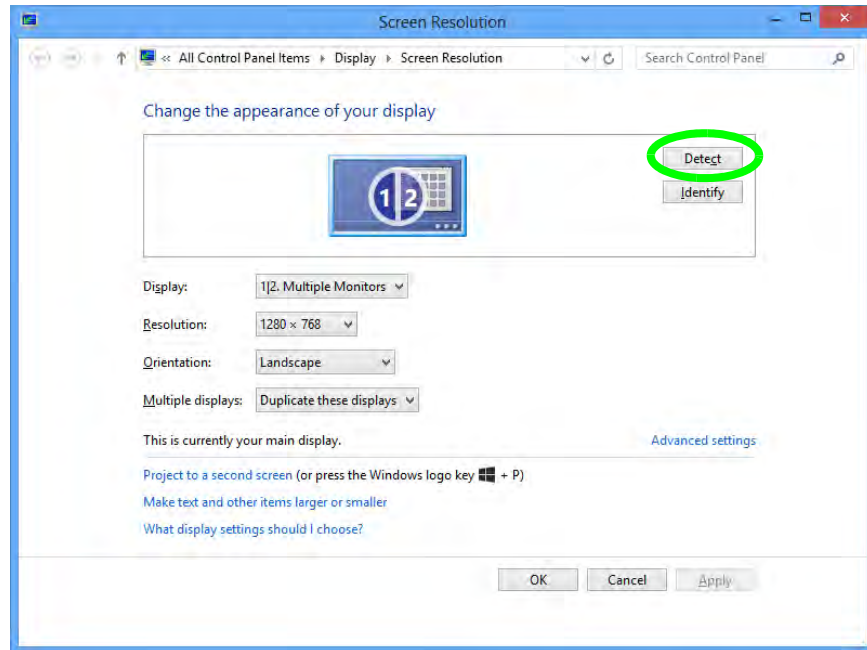 Screen Resolution
« All Control Panel Items ▸ Display ▸ Screen Resolution
Search Control Panel
Change the appearance of your display
1 2
Detect
Identify
Display: 1|2. Multiple Monitors
Resolution: 1280 × 768
Orientation: Landscape
Multiple displays: Duplicate these displays
This is currently your main display. Advanced settings
Project to a second screen (or press the Windows logo key + P)
Make text and other items larger or smaller
What display settings should I choose?
OK Cancel Apply